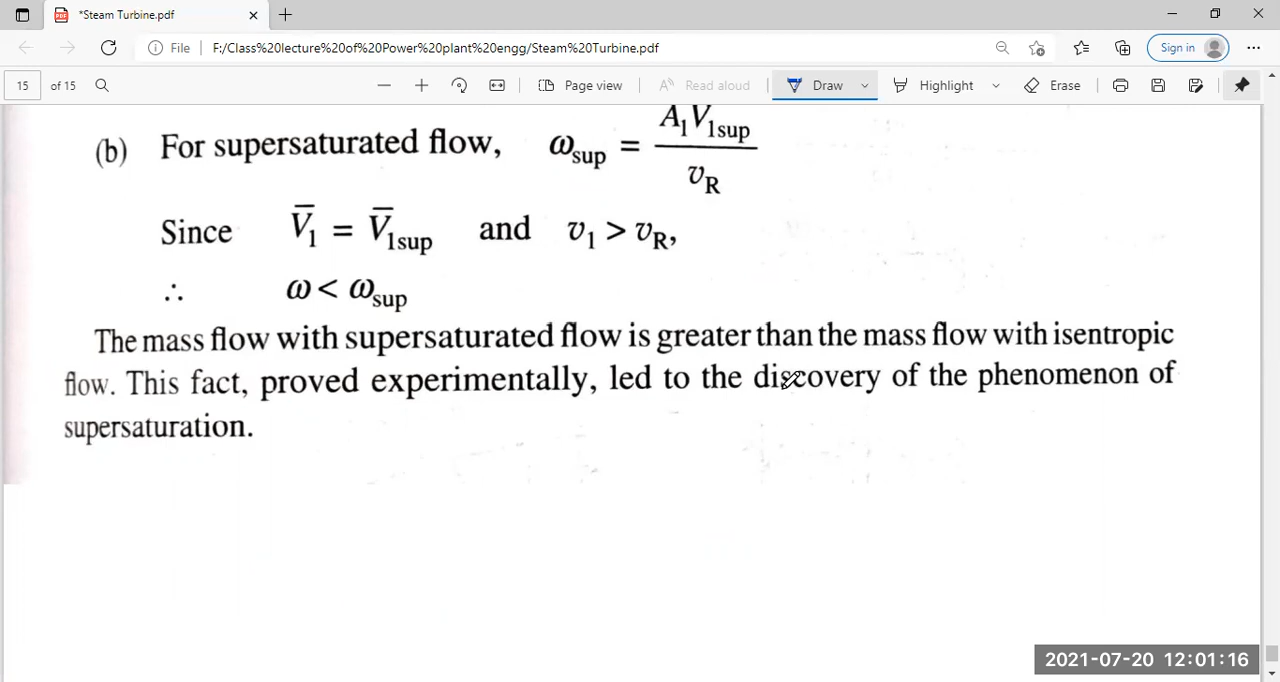 *Steam Turbine.pdf
File F:/Class%20lecture%20of%20Power%20plant%20engg/Steam%20Turbine.pdf Sign in
15 of 15 Page view Read aloud Draw Highlight Erase
(b) For supersaturated flow, ω_sup = A₁V_1sup / v_R
Since V̄₁ = V̄_1sup and v₁ > v_R,
∴ ω < ω_sup
The mass flow with supersaturated flow is greater than the mass flow with isentropic
flow. This fact, proved experimentally, led to the discovery of the phenomenon of
supersaturation.
2021-07-20 12:01:16